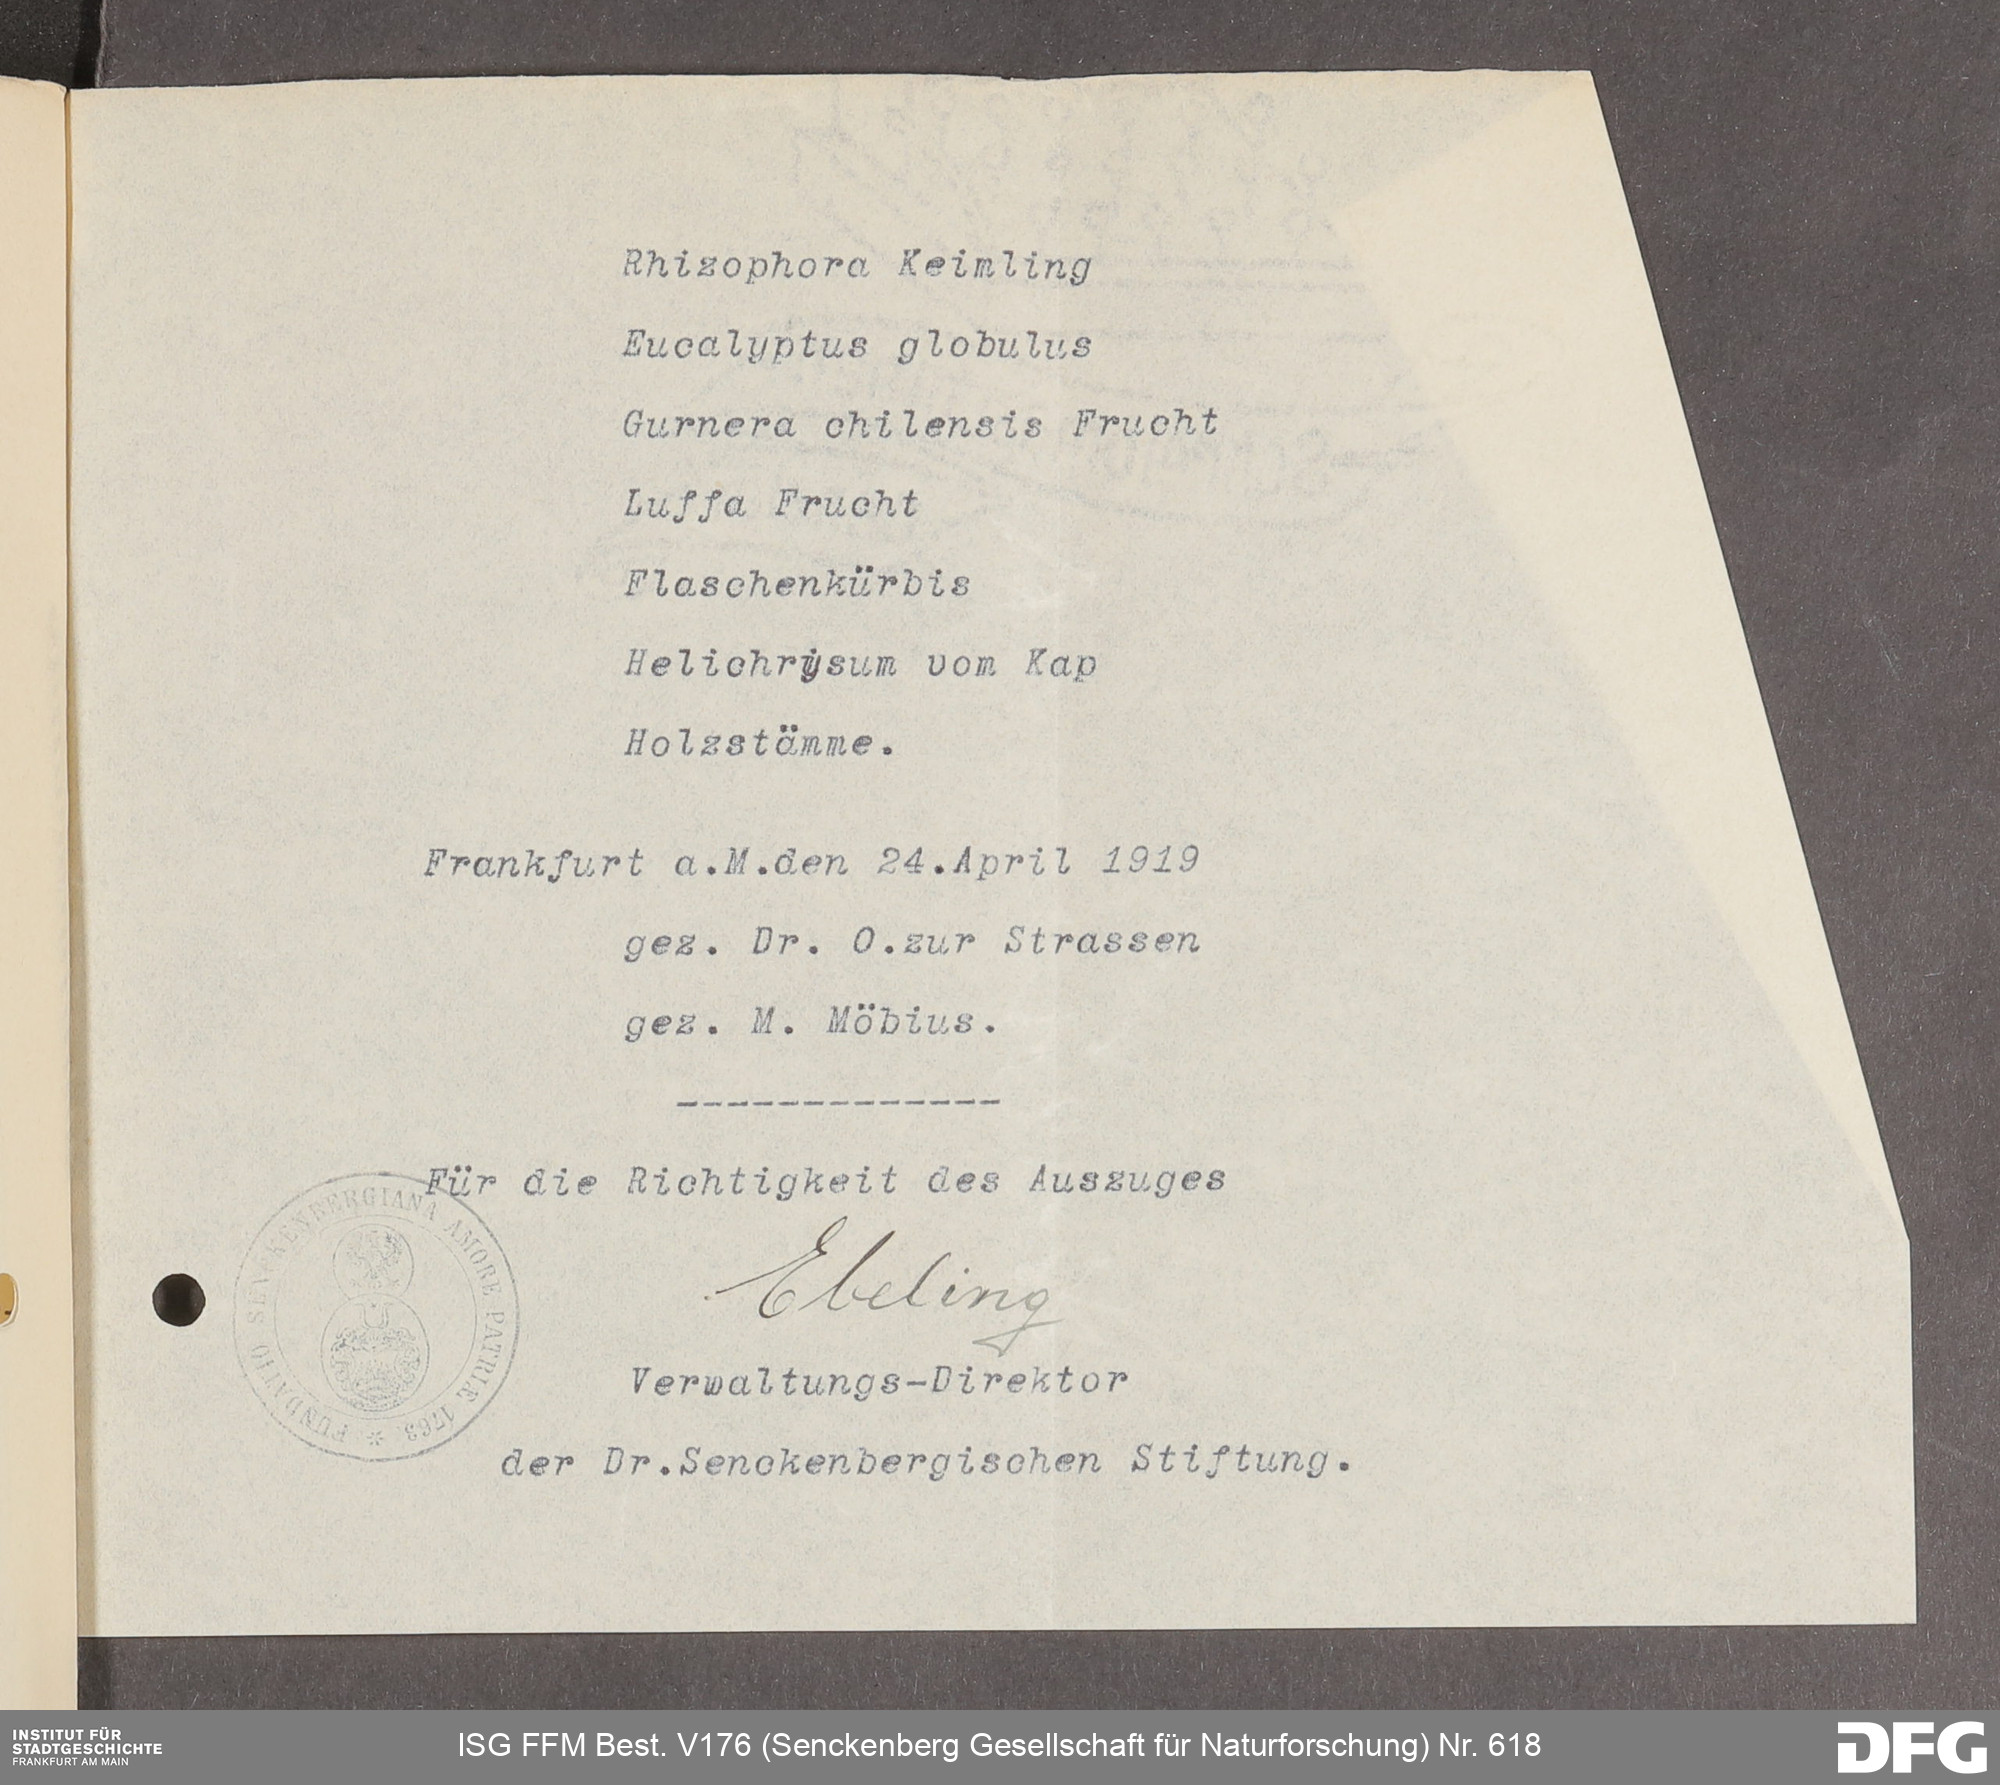 Rhizophora Keimling
Eucalyptus globulus
Gurnera chilensis Frucht
Luffa Frucht
Flaschenkürbis
Helichrysum vom Kap
Holzstämme.
Frankfurt a.M.den 24.April 1919
gez. Dr. O.zur Strassen
gez. M. Möbius.
-------------
Für die Richtigkeit des Auszuges
FUNDATIO SENCKENBERGIANA AMORE PATRIAE 1763. *
Ebeling
Verwaltungs-Direktor
der Dr.Senckenbergischen Stiftung.
INSTITUT FÜR
STADTGESCHICHTE
FRANKFURT AM MAIN
ISG FFM Best. V176 (Senckenberg Gesellschaft für Naturforschung) Nr. 618
DFG